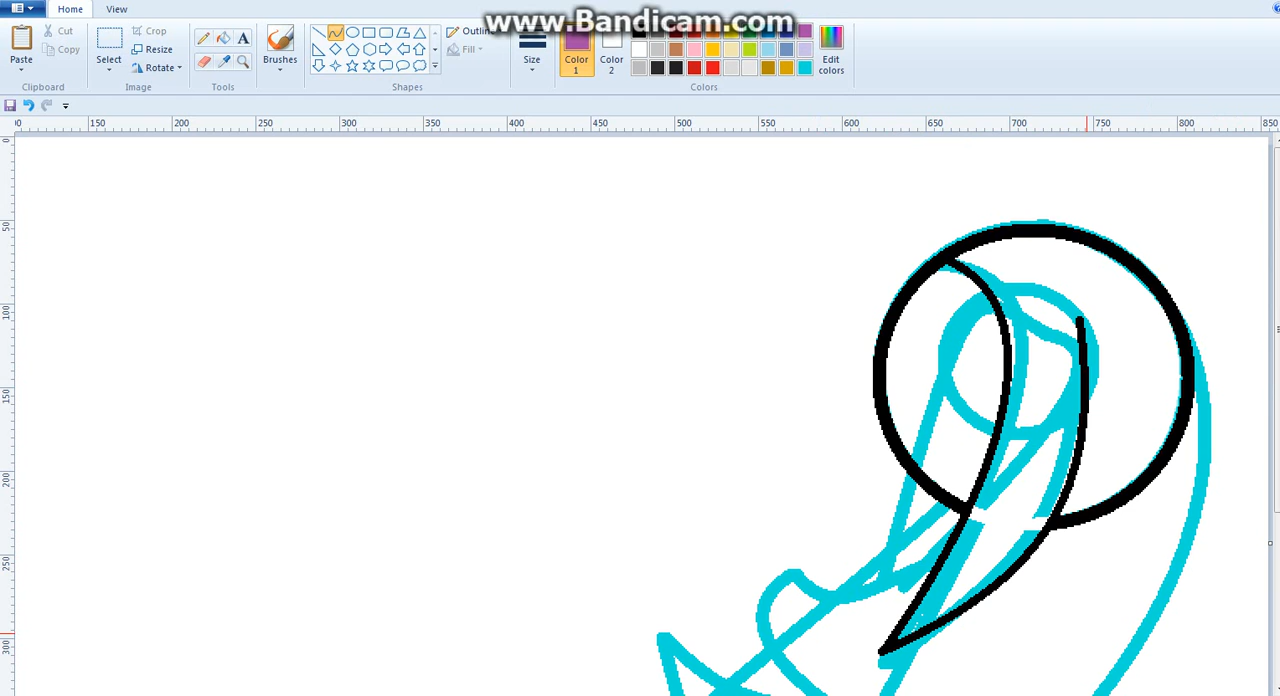 www.Bandicam.com
Home View
Cut Crop Outlin
Copy Resize Fill
Paste Select Rotate Brushes Size Color 1 Color 2 Edit colors
Clipboard Image Tools Shapes Colors
150 200 250 300 350 400 450 500 550 600 650 700 750 800 850
0
50
100
150
200
250
300